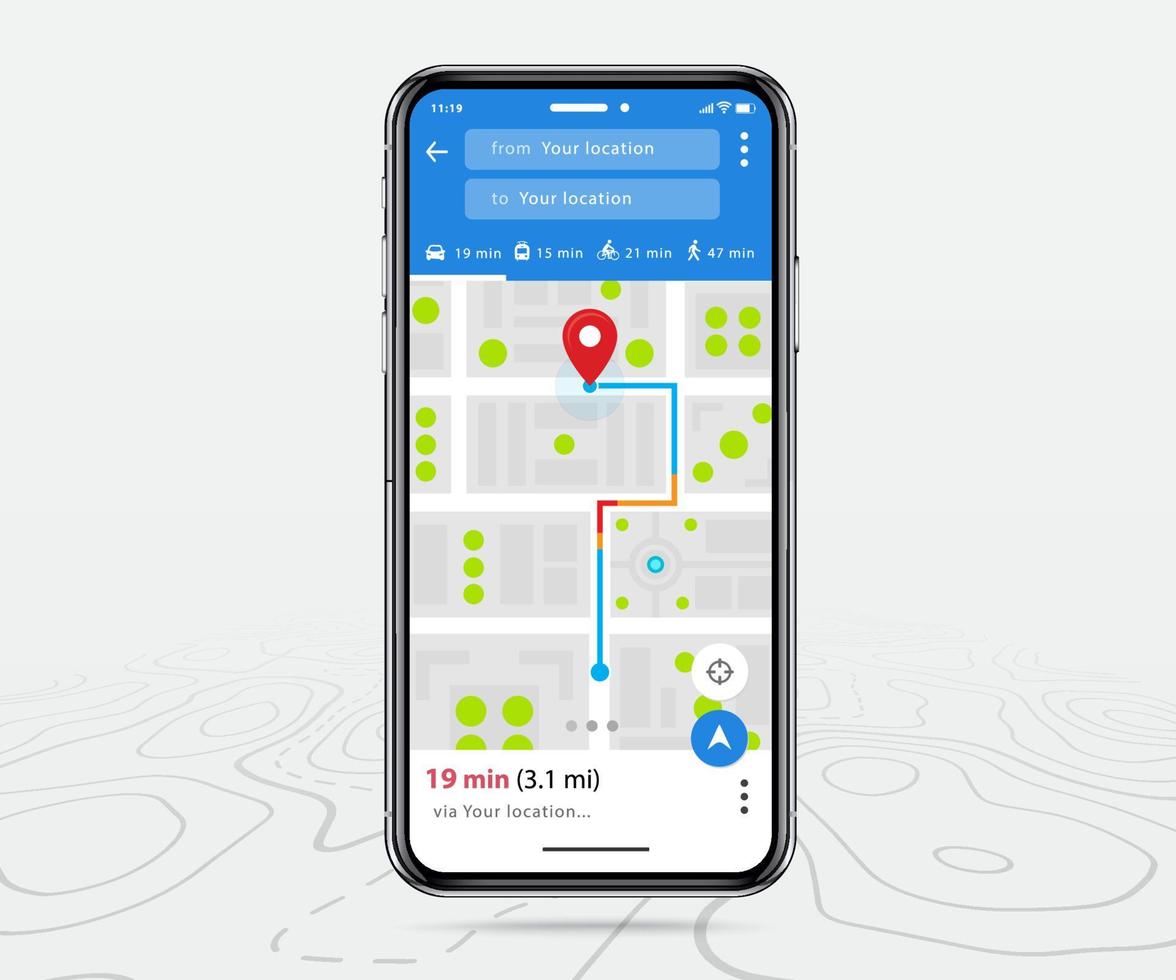 11:19
from Your location
to Your location
19 min 15 min 21 min 47 min
19 min (3.1 mi)
via Your location...